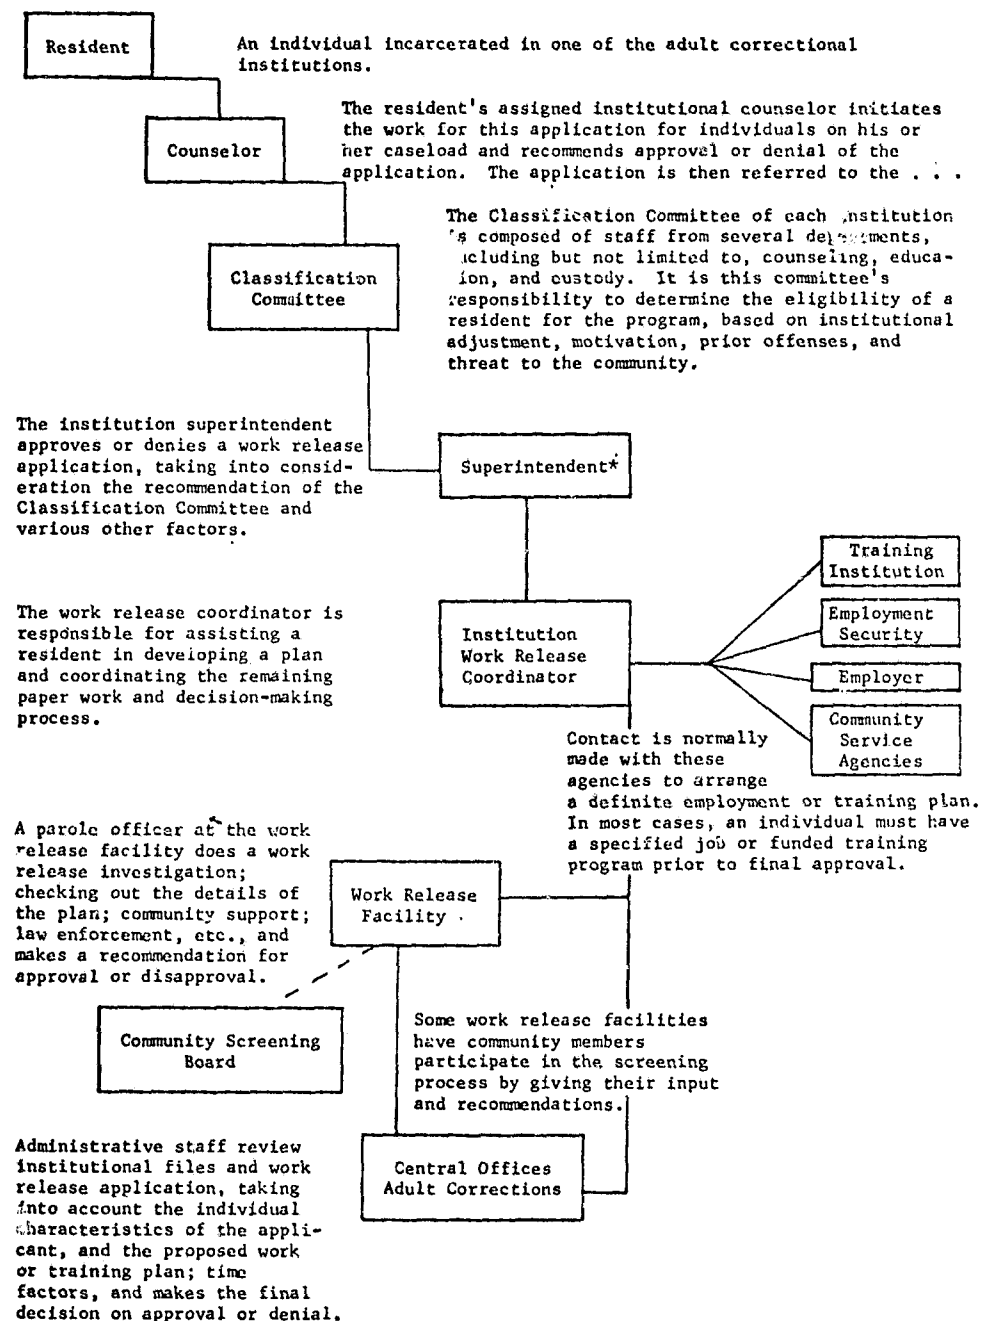 Resident
An individual incarcerated in one of the adult correctional
institutions.
Counselor
The resident's assigned institutional counselor initiates
the work for this application for individuals on his or
her caseload and recommends approval or denial of the
application. The application is then referred to the . . .
Classification
Committee
The Classification Committee of each institution
is composed of staff from several departments,
including but not limited to, counseling, educa-
ion, and custody. It is this committee's
responsibility to determine the eligibility of a
resident for the program, based on institutional
adjustment, motivation, prior offenses, and
threat to the community.
The institution superintendent
approves or denies a work release
application, taking into consid-
eration the recommendation of the
Classification Committee and
various other factors.
Superintendent*
Training
Institution
Employment
Security
Employer
Community
Service
Agencies
The work release coordinator is
responsible for assisting a
resident in developing a plan
and coordinating the remaining
paper work and decision-making
process.
Institution
Work Release
Coordinator
Contact is normally
made with these
agencies to arrange
a definite employment or training plan.
In most cases, an individual must have
a specified job or funded training
program prior to final approval.
A parole officer at the work
release facility does a work
release investigation;
checking out the details of
the plan; community support;
law enforcement, etc., and
makes a recommendation for
approval or disapproval.
Work Release
Facility
Community Screening
Board
Some work release facilities
have community members
participate in the screening
process by giving their input
and recommendations.
Administrative staff review
institutional files and work
release application, taking
into account the individual
characteristics of the appli-
cant, and the proposed work
or training plan; time
factors, and makes the final
decision on approval or denial.
Central Offices
Adult Corrections